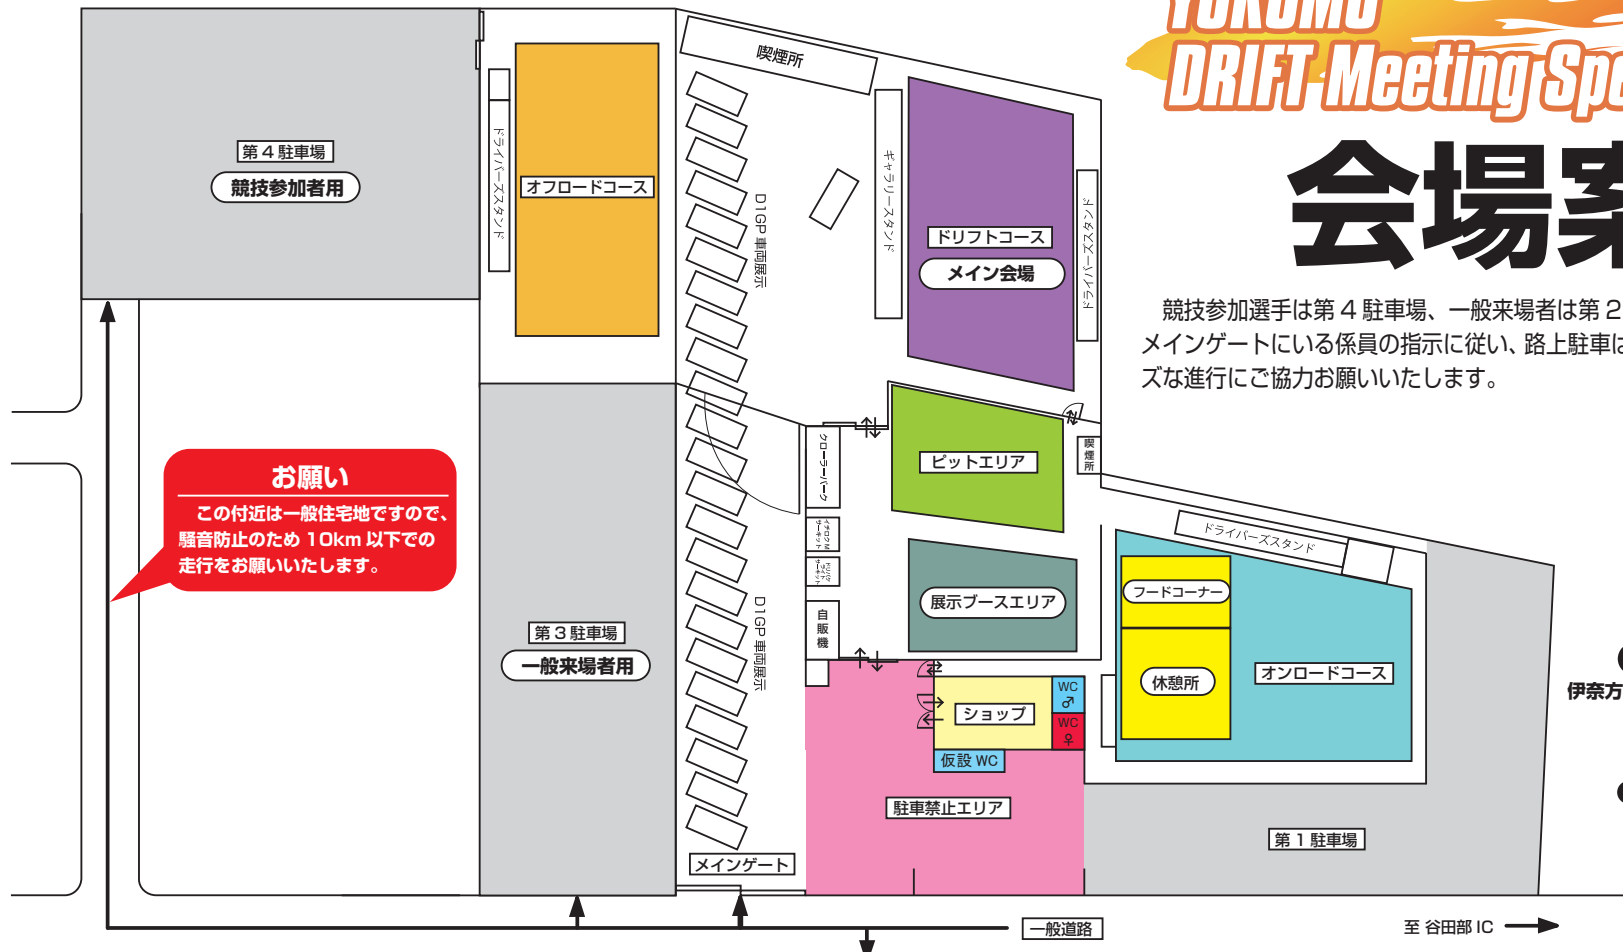 YOKOMO
DRIFT Meeting
会場
競技参加選手は第4駐車場、一般来場者は第2
メインゲートにいる係員の指示に従い、路上駐車は
ズな進行にご協力お願いいたします。
喫煙所
第4駐車場
競技参加者用
ドライバーズスタンド
オフロードコース
D1GP 車両展示
ギャラリースタンド
ドリフトコース
メイン会場
ドライバーズスタンド
お願い
この付近は一般住宅地ですので、
騒音防止のため 10km 以下での
走行をお願いいたします。
クローラーパーク
ピットエリア
喫煙所
ドライバーズスタンド
展示ブースエリア
フードコーナー
自販機
第3駐車場
一般来場者用
D1GP 車両展示
休憩所
オンロードコース
WC
♂
ショップ
WC
♀
仮設 WC
伊奈方
駐車禁止エリア
第1駐車場
メインゲート
一般道路
至 谷田部 IC